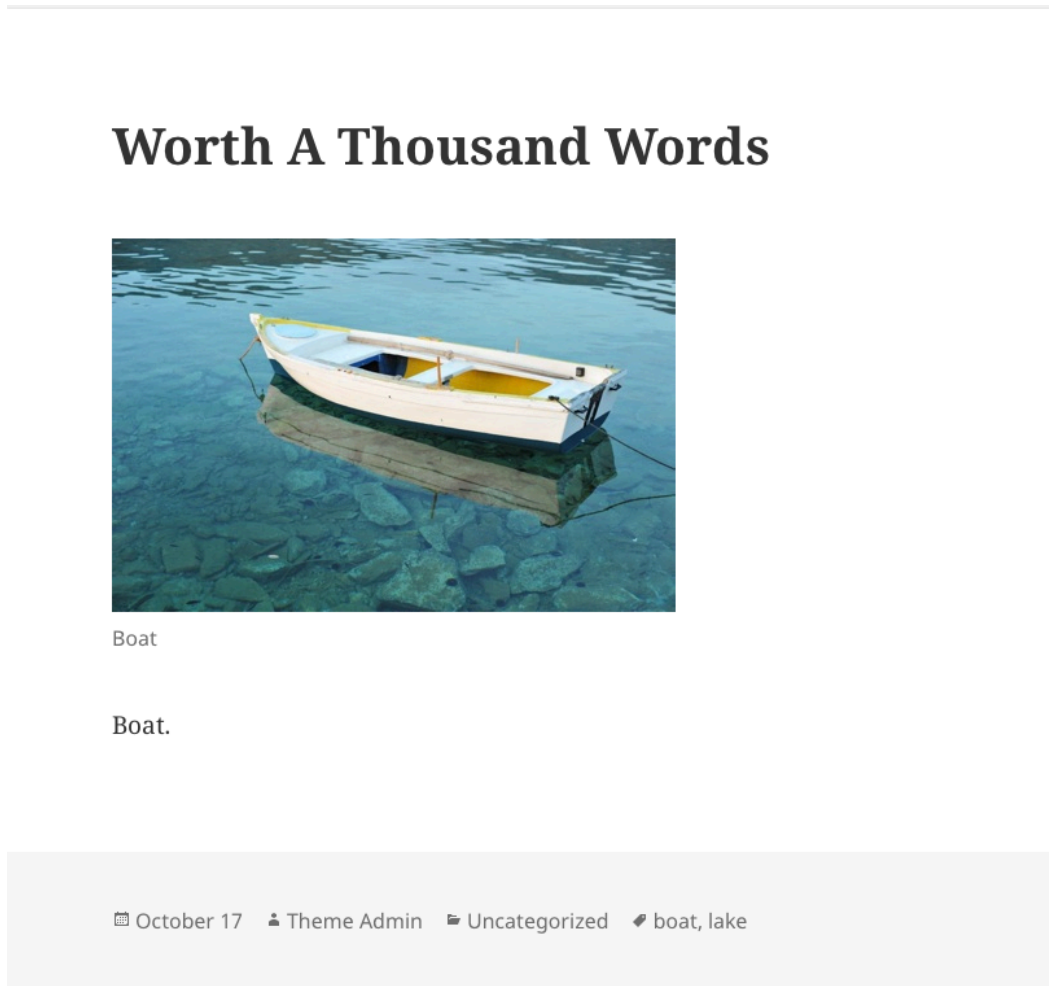 Worth A Thousand Words
Boat
Boat.
October 17 Theme Admin Uncategorized boat, lake